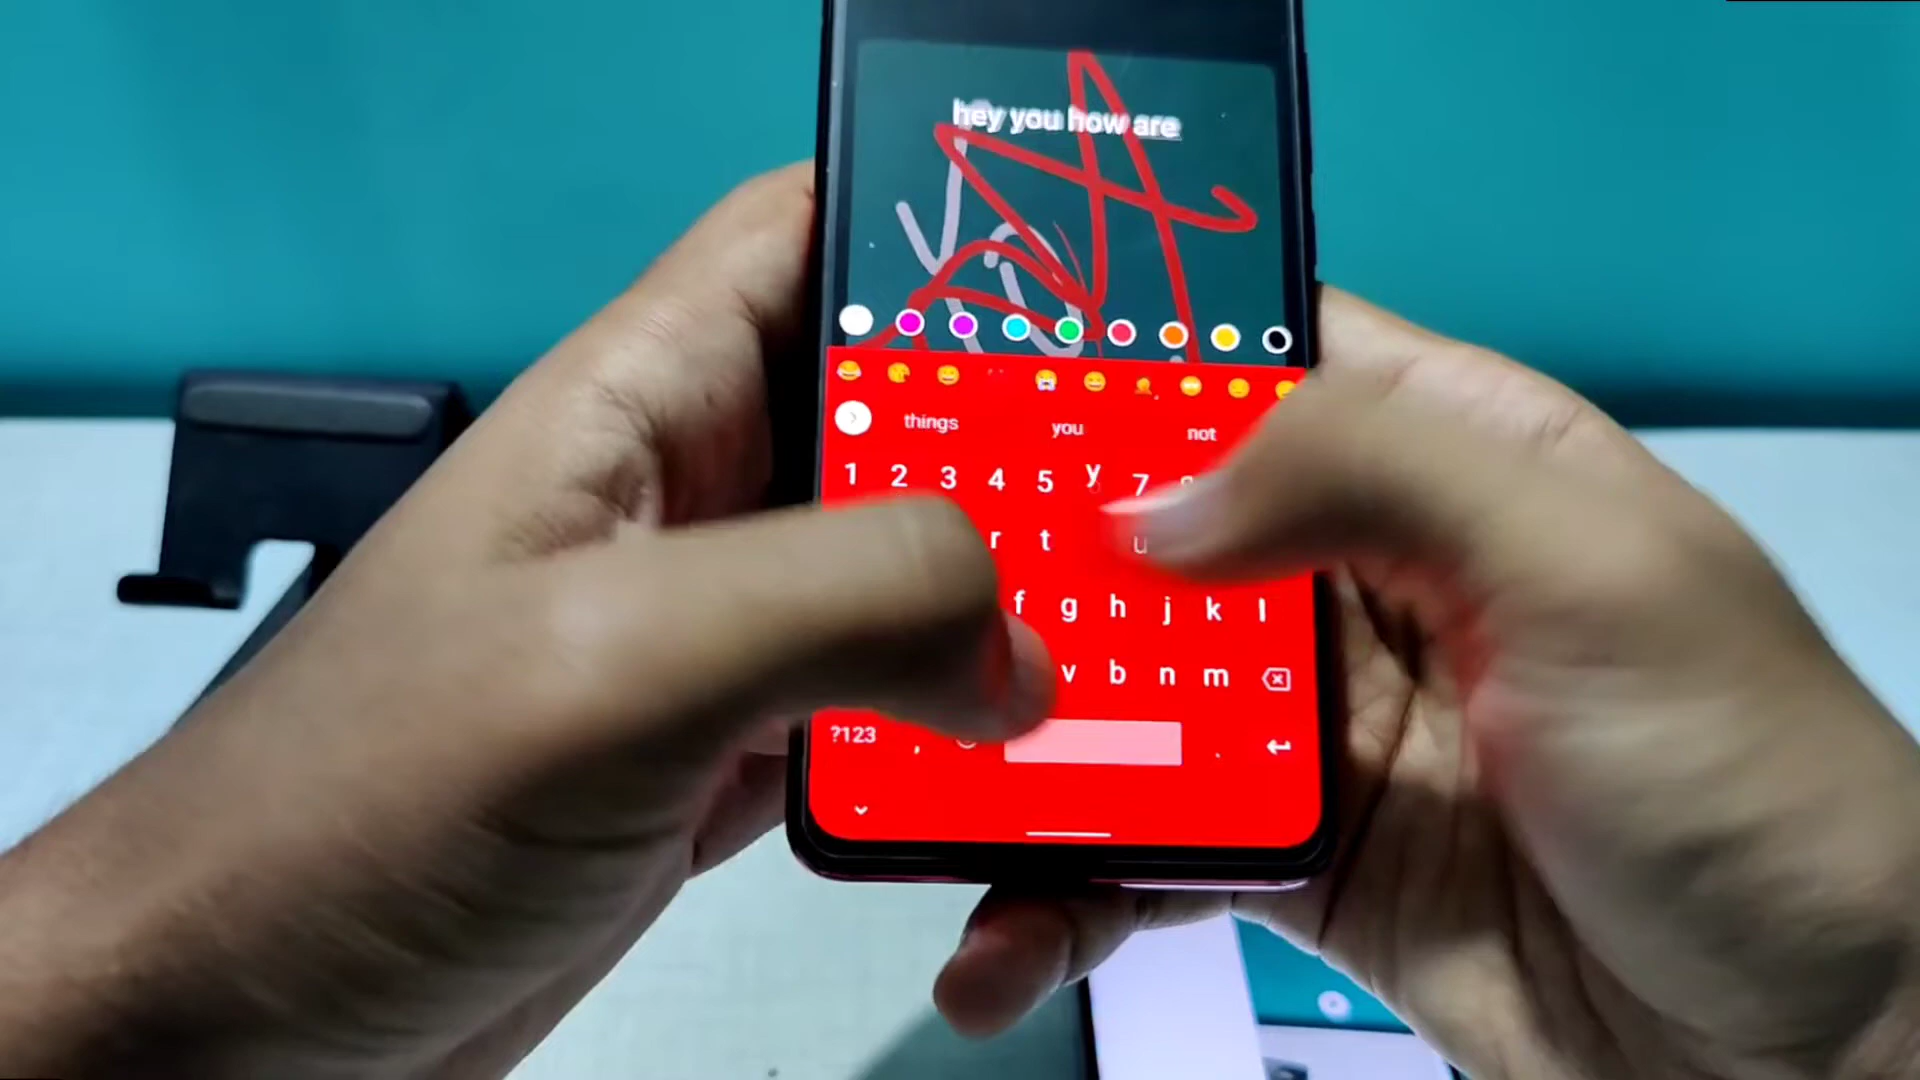 hey you how are
things you not
1 2 3 4 5 y 7
r t u
f g h j k l
v b n m
?123 , .